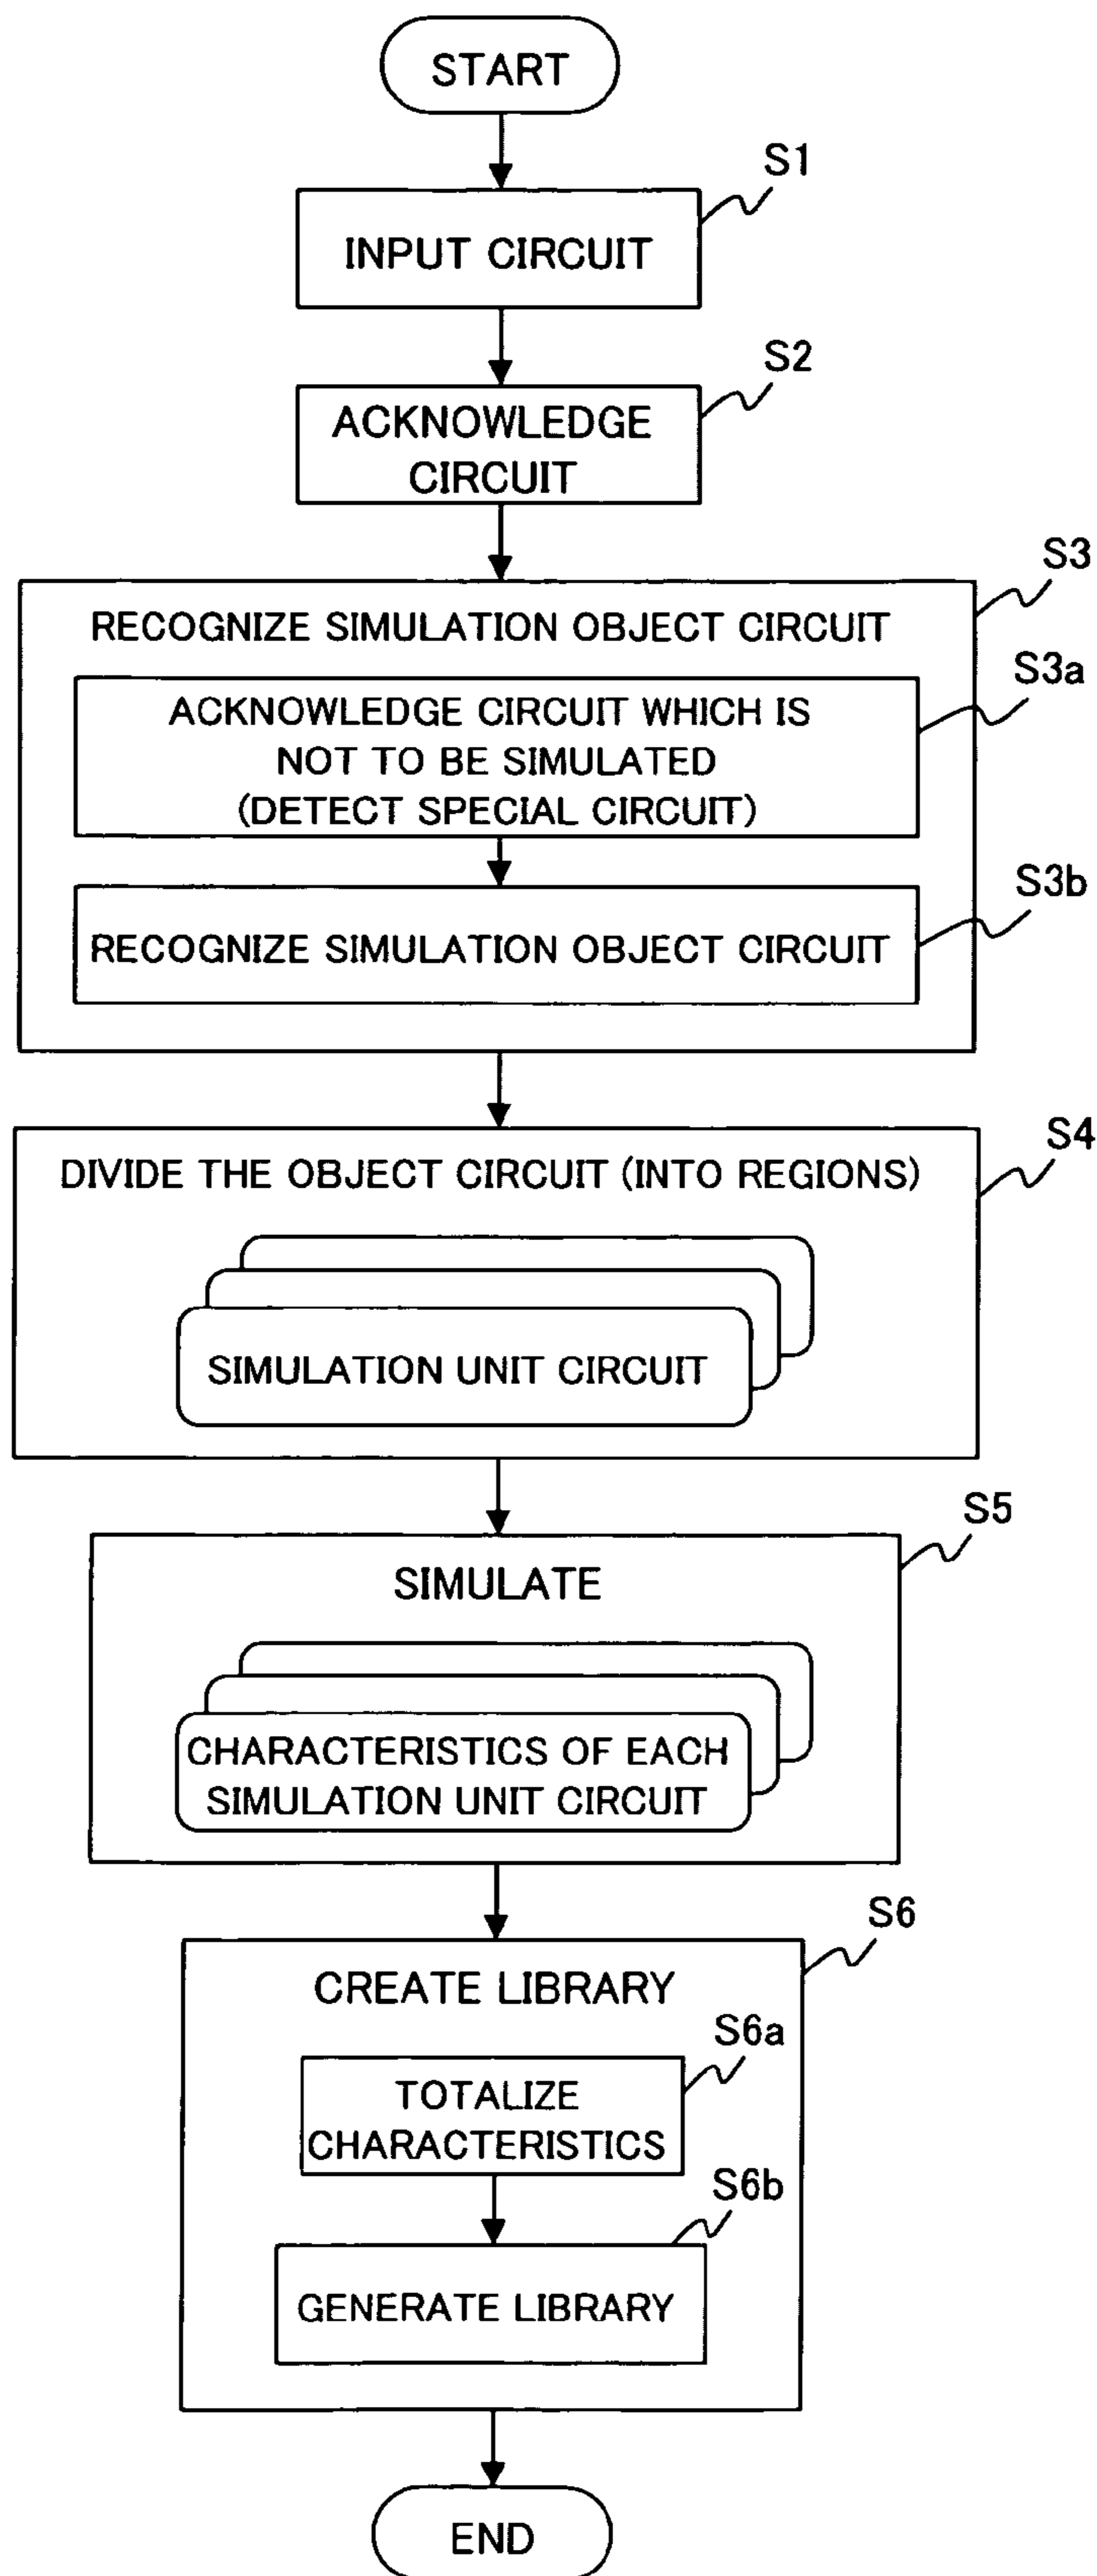 START
S1
INPUT CIRCUIT
S2
ACKNOWLEDGE
CIRCUIT
S3
RECOGNIZE SIMULATION OBJECT CIRCUIT
S3a
ACKNOWLEDGE CIRCUIT WHICH IS
NOT TO BE SIMULATED
(DETECT SPECIAL CIRCUIT)
S3b
RECOGNIZE SIMULATION OBJECT CIRCUIT
S4
DIVIDE THE OBJECT CIRCUIT (INTO REGIONS)
SIMULATION UNIT CIRCUIT
S5
SIMULATE
CHARACTERISTICS OF EACH
SIMULATION UNIT CIRCUIT
S6
CREATE LIBRARY
S6a
TOTALIZE
CHARACTERISTICS
S6b
GENERATE LIBRARY
END